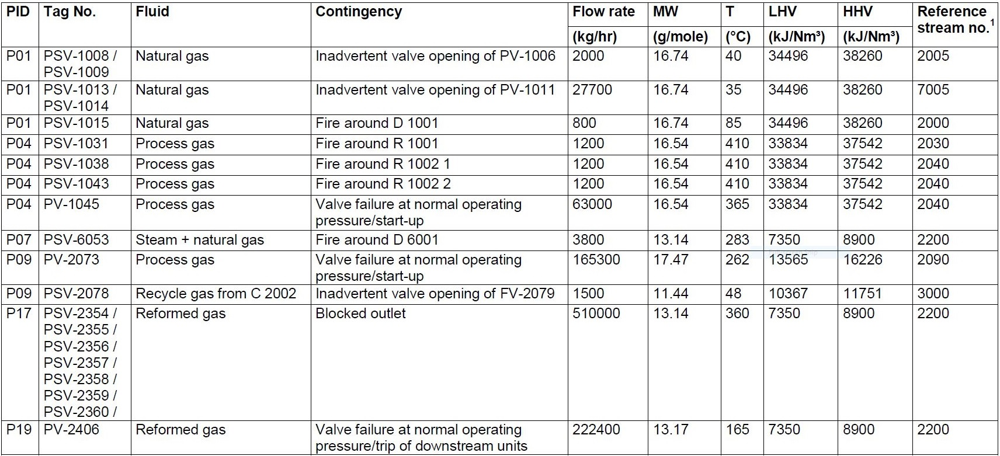 PID Tag No. Fluid Contingency Flow rate MW T LHV HHV Reference stream no.¹
(kg/hr) (g/mole) (°C) (kJ/Nm³) (kJ/Nm³)
P01 PSV-1008 / Natural gas Inadvertent valve opening of PV-1006 2000 16.74 40 34496 38260 2005
PSV-1009
P01 PSV-1013 / Natural gas Inadvertent valve opening of PV-1011 27700 16.74 35 34496 38260 7005
PSV-1014
P01 PSV-1015 Natural gas Fire around D 1001 800 16.74 85 34496 38260 2000
P04 PSV-1031 Process gas Fire around R 1001 1200 16.54 410 33834 37542 2030
P04 PSV-1038 Process gas Fire around R 1002 1 1200 16.54 410 33834 37542 2040
P04 PSV-1043 Process gas Fire around R 1002 2 1200 16.54 410 33834 37542 2040
P04 PV-1045 Process gas Valve failure at normal operating 63000 16.54 365 33834 37542 2040
pressure/start-up
P07 PSV-6053 Steam + natural gas Fire around D 6001 3800 13.14 283 7350 8900 2200
P09 PV-2073 Process gas Valve failure at normal operating 165300 17.47 262 13565 16226 2090
pressure/start-up
P09 PSV-2078 Recycle gas from C 2002 Inadvertent valve opening of FV-2079 1500 11.44 48 10367 11751 3000
P17 PSV-2354 / Reformed gas Blocked outlet 510000 13.14 360 7350 8900 2200
PSV-2355 /
PSV-2356 /
PSV-2357 /
PSV-2358 /
PSV-2359 /
PSV-2360 /
P19 PV-2406 Reformed gas Valve failure at normal operating 222400 13.17 165 7350 8900 2200
pressure/trip of downstream units